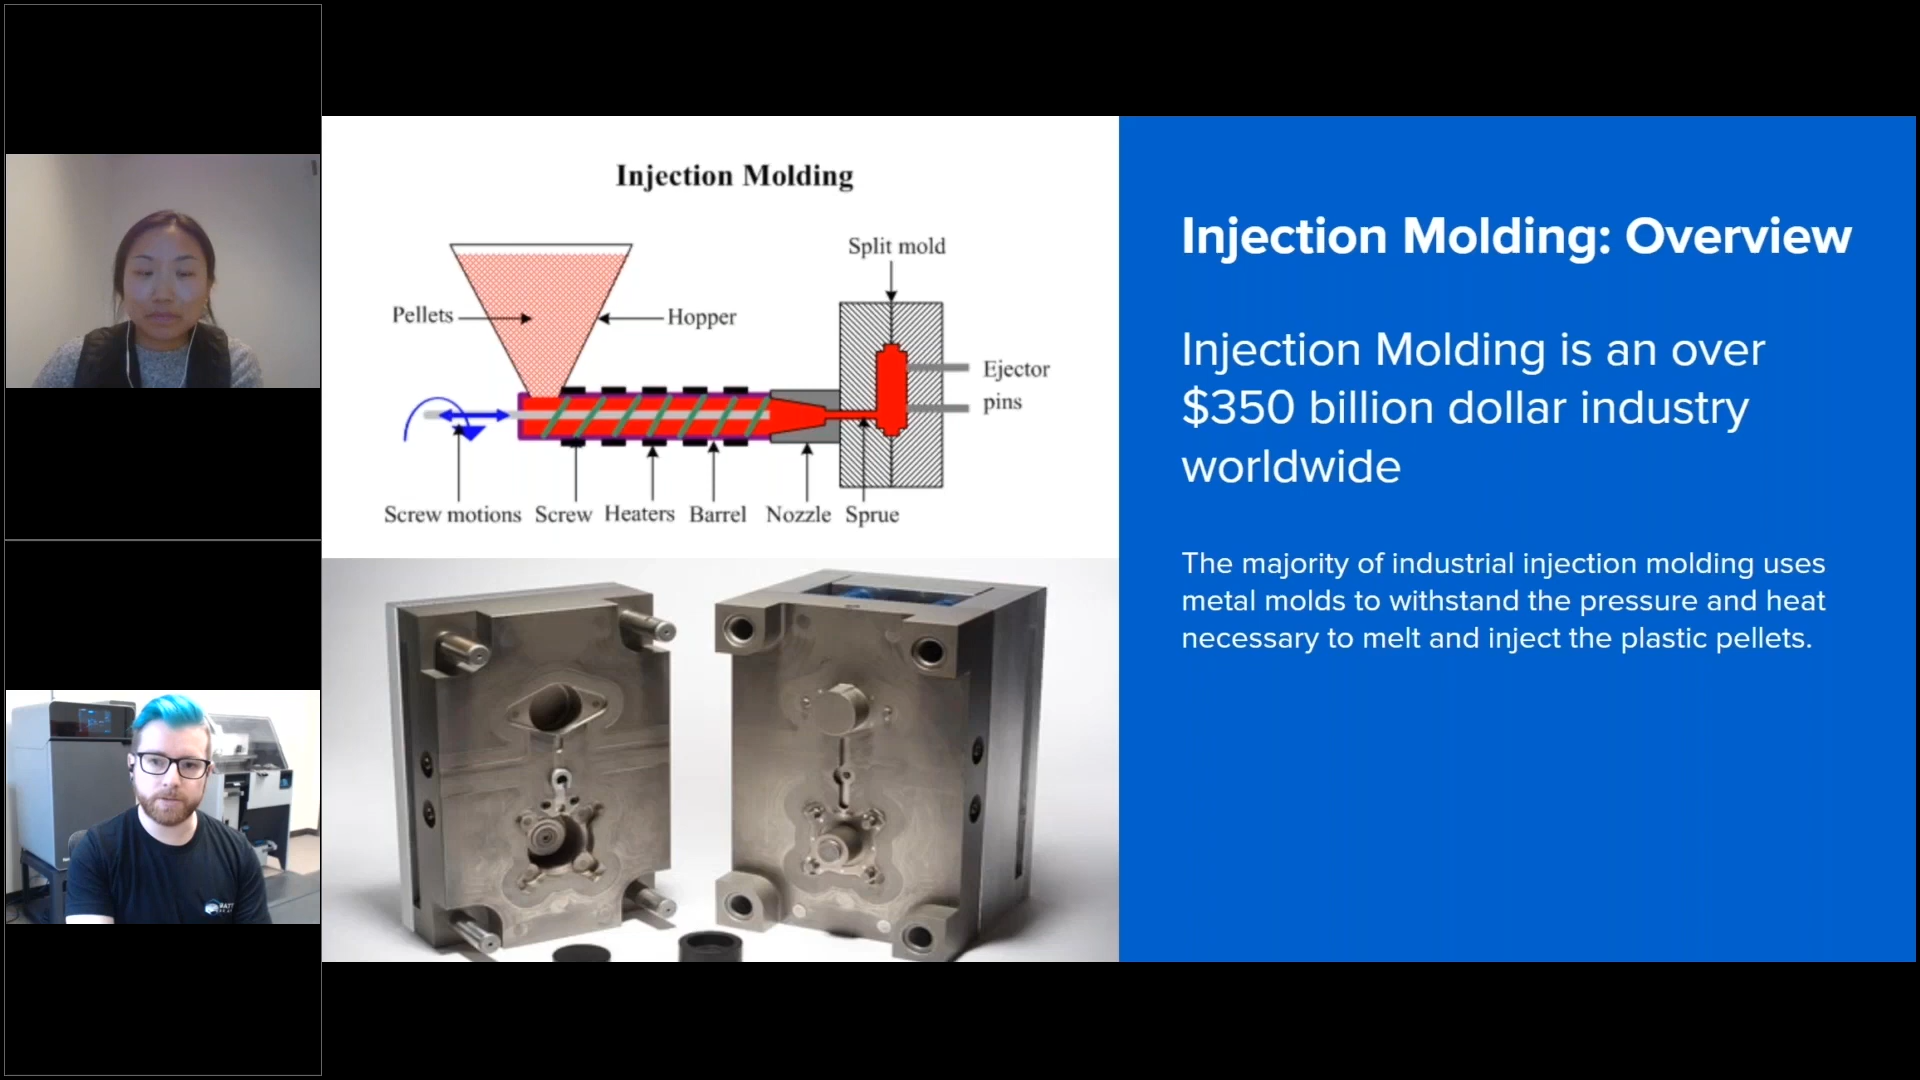 Injection Molding
Split mold
Pellets
Hopper
Ejector
pins
Screw motions
Screw
Heaters
Barrel
Nozzle
Sprue
Injection Molding: Overview
Injection Molding is an over
$350 billion dollar industry
worldwide
The majority of industrial injection molding uses
metal molds to withstand the pressure and heat
necessary to melt and inject the plastic pellets.